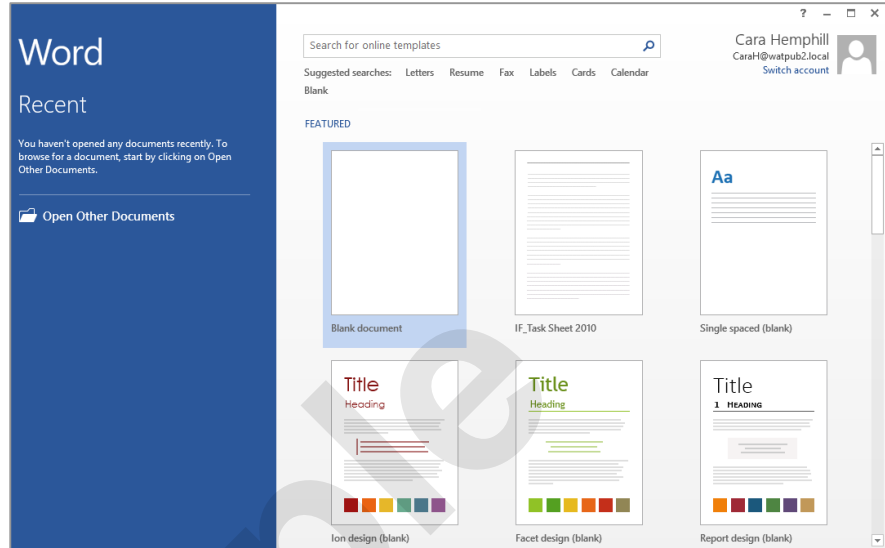 ?
Word
Search for online templates
Cara Hemphill
CaraH@watpub2.local
Switch account
Suggested searches: Letters Resume Fax Labels Cards Calendar
Blank
Recent
FEATURED
You haven't opened any documents recently. To
browse for a document, start by clicking on Open
Other Documents.
Open Other Documents
Aa
Blank document
IF_Task Sheet 2010
Single spaced (blank)
Title
Heading
Title
Heading
Title
1 HEADING
Ion design (blank)
Facet design (blank)
Report design (blank)